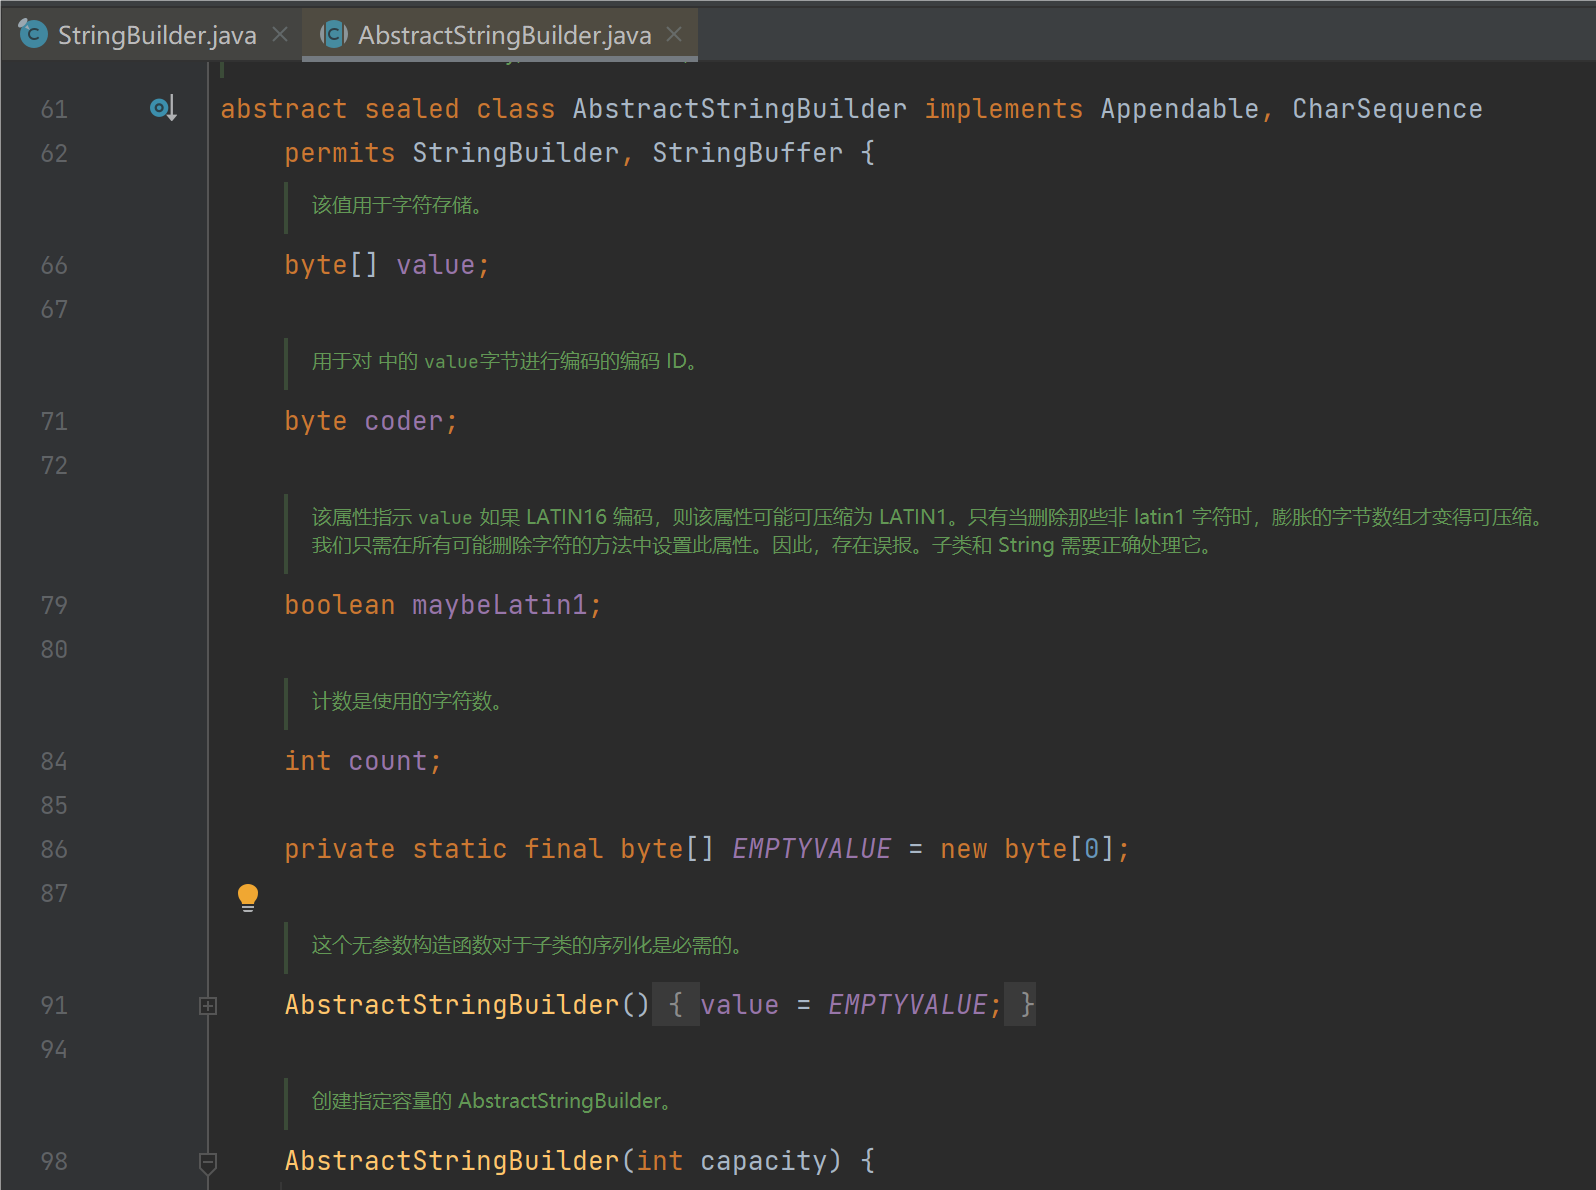 StringBuilder.java
AbstractStringBuilder.java
61 abstract sealed class AbstractStringBuilder implements Appendable, CharSequence
62 permits StringBuilder, StringBuffer {
该值用于字符存储。
66 byte[] value;
67
用于对 中的 value字节进行编码的编码 ID。
71 byte coder;
72
该属性指示 value 如果 LATIN16 编码，则该属性可能可压缩为 LATIN1。只有当删除那些非 latin1 字符时，膨胀的字节数组才变得可压缩。
我们只需在所有可能删除字符的方法中设置此属性。因此，存在误报。子类和 String 需要正确处理它。
79 boolean maybeLatin1;
80
计数是使用的字符数。
84 int count;
85
86 private static final byte[] EMPTYVALUE = new byte[0];
87
这个无参数构造函数对于子类的序列化是必需的。
91 AbstractStringBuilder() { value = EMPTYVALUE; }
94
创建指定容量的 AbstractStringBuilder。
98 AbstractStringBuilder(int capacity) {